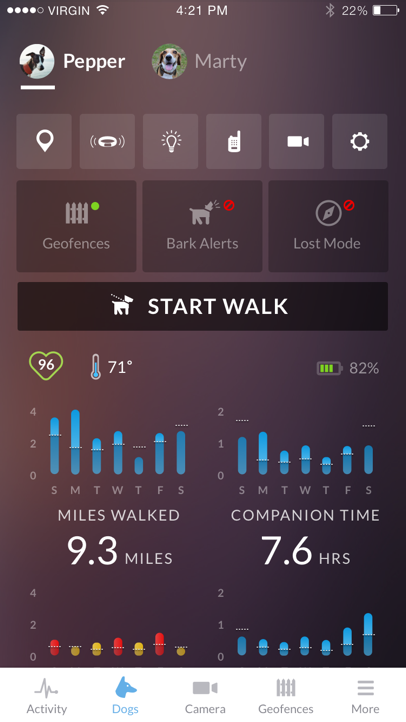 VIRGIN 4:21 PM 22%
Pepper Marty
Geofences Bark Alerts Lost Mode
START WALK
96 71° 82%
4 2
2 1
0 0
S M T W T F S S M T W T F S
MILES WALKED COMPANION TIME
9.3 MILES 7.6 HRS
4 2
2 1
0 0
Activity Dogs Camera Geofences More